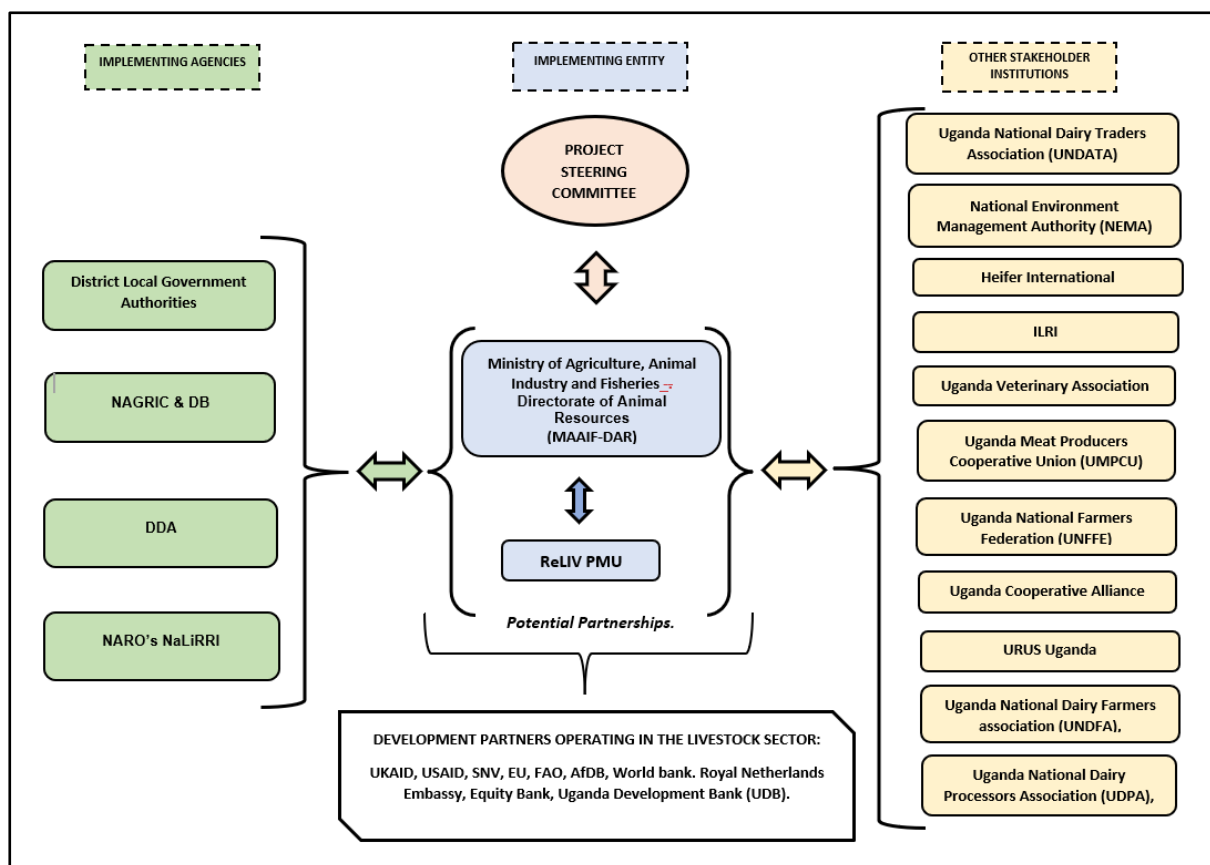 IMPLEMENTING AGENCIES
IMPLEMENTING ENTITY
OTHER STAKEHOLDER
INSTITUTIONS
PROJECT
STEERING
COMMITTEE
District Local Government
Authorities
NAGRIC & DB
DDA
NARO's NaLiRRI
Ministry of Agriculture, Animal
Industry and Fisheries –
Directorate of Animal
Resources
(MAAIF-DAR)
ReLIV PMU
Potential Partnerships.
DEVELOPMENT PARTNERS OPERATING IN THE LIVESTOCK SECTOR:
UKAID, USAID, SNV, EU, FAO, AfDB, World bank. Royal Netherlands
Embassy, Equity Bank, Uganda Development Bank (UDB).
Uganda National Dairy Traders
Association (UNDATA)
National Environment
Management Authority (NEMA)
Heifer International
ILRI
Uganda Veterinary Association
Uganda Meat Producers
Cooperative Union (UMPCU)
Uganda National Farmers
Federation (UNFFE)
Uganda Cooperative Alliance
URUS Uganda
Uganda National Dairy Farmers
association (UNDFA),
Uganda National Dairy
Processors Association (UDPA),